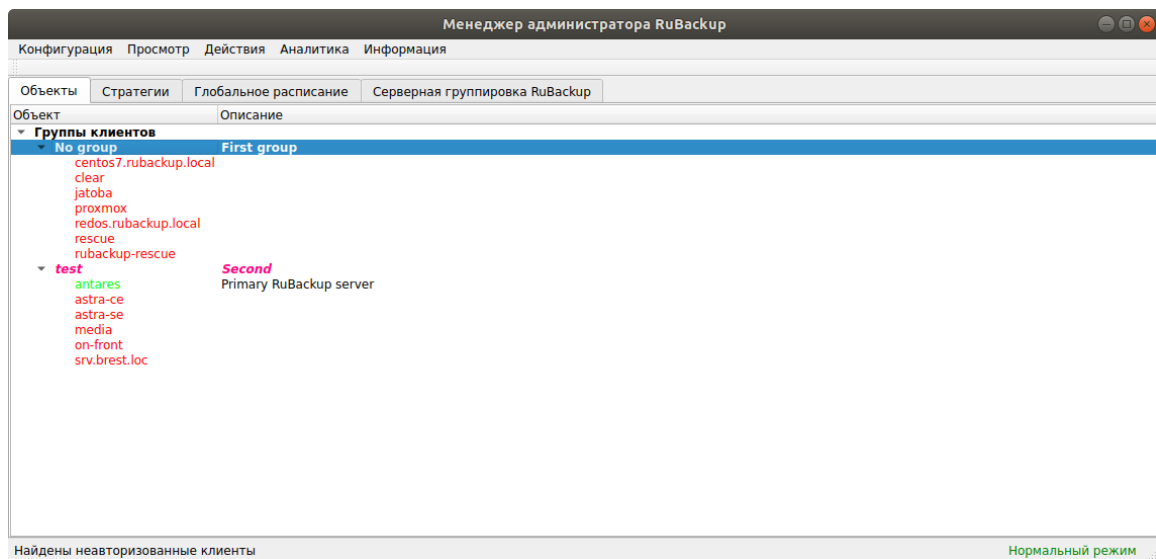 Менеджер администратора RuBackup
Конфигурация Просмотр Действия Аналитика Информация
Объекты Стратегии Глобальное расписание Серверная группировка RuBackup
Объект Описание
Группы клиентов
No group First group
centos7.rubackup.local
clear
jatoba
proxmox
redos.rubackup.local
rescue
rubackup-rescue
test Second
antares Primary RuBackup server
astra-ce
astra-se
media
on-front
srv.brest.loc
Найдены неавторизованные клиенты Нормальный режим